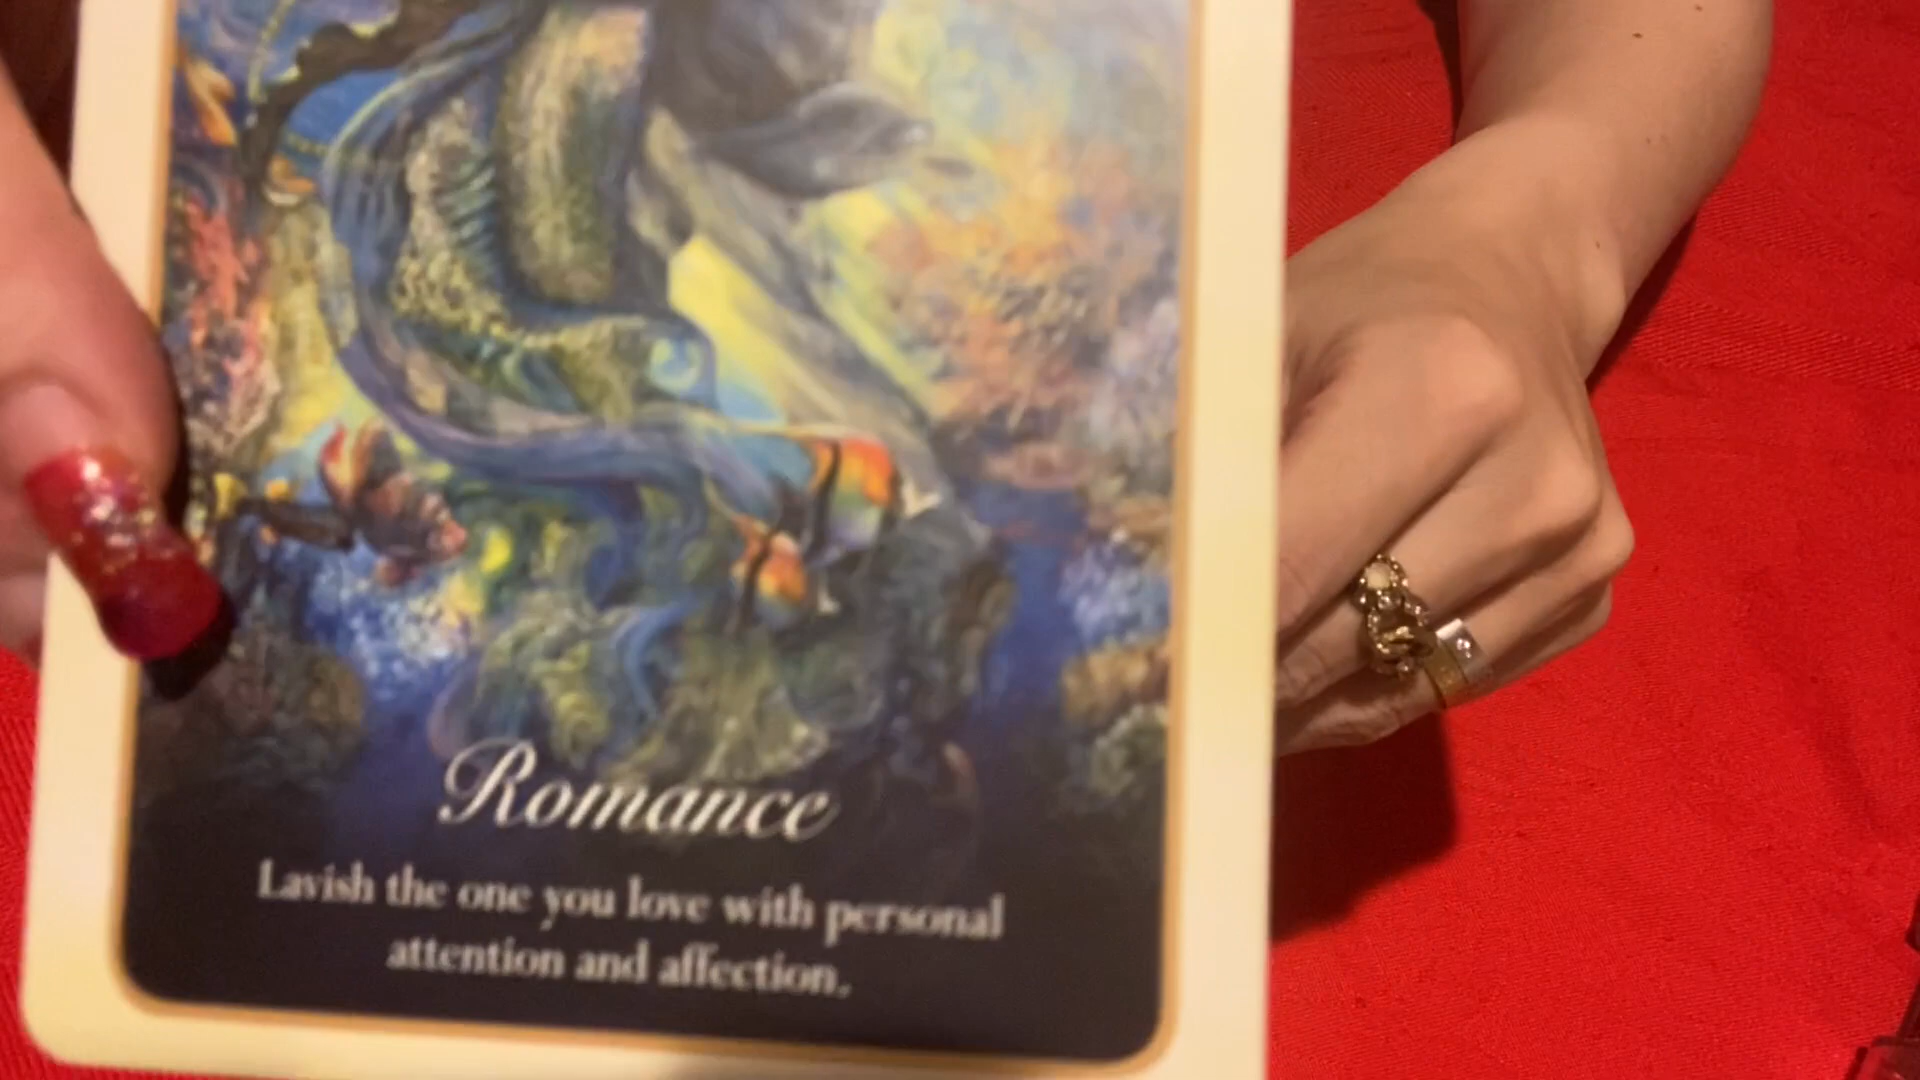 Romance
Lavish the one you love with personal
attention and affection.